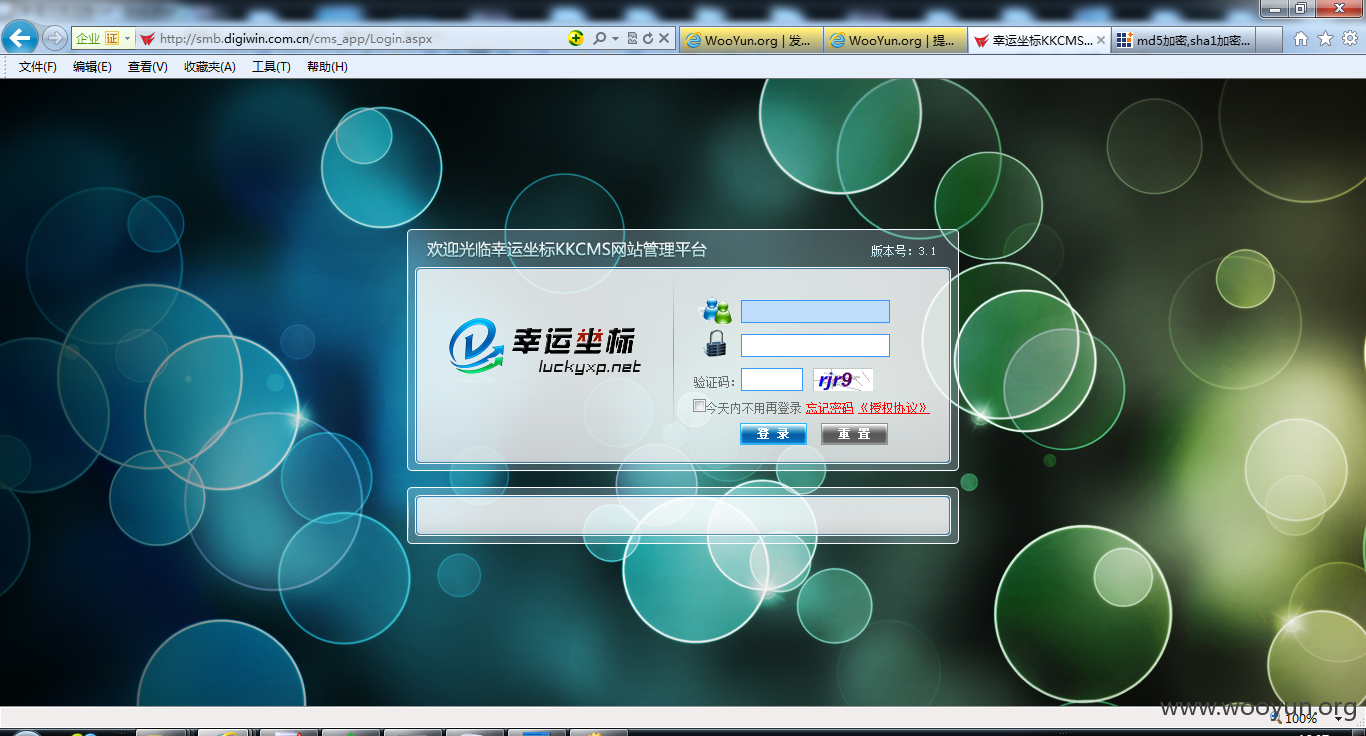 企业 证 http://smb.digiwin.com.cn/cms_app/Login.aspx
WooYun.org | 发...
WooYun.org | 提...
幸运坐标KKCMS...
md5加密,sha1加密...
文件(F) 编辑(E) 查看(V) 收藏夹(A) 工具(T) 帮助(H)
欢迎光临幸运坐标KKCMS网站管理平台
版本号：3.1
幸运坐标
luckyxp.net
验证码：
rjr9
今天内不用再登录 忘记密码 《授权协议》
登 录 重 置
www.wooyun.org
100%